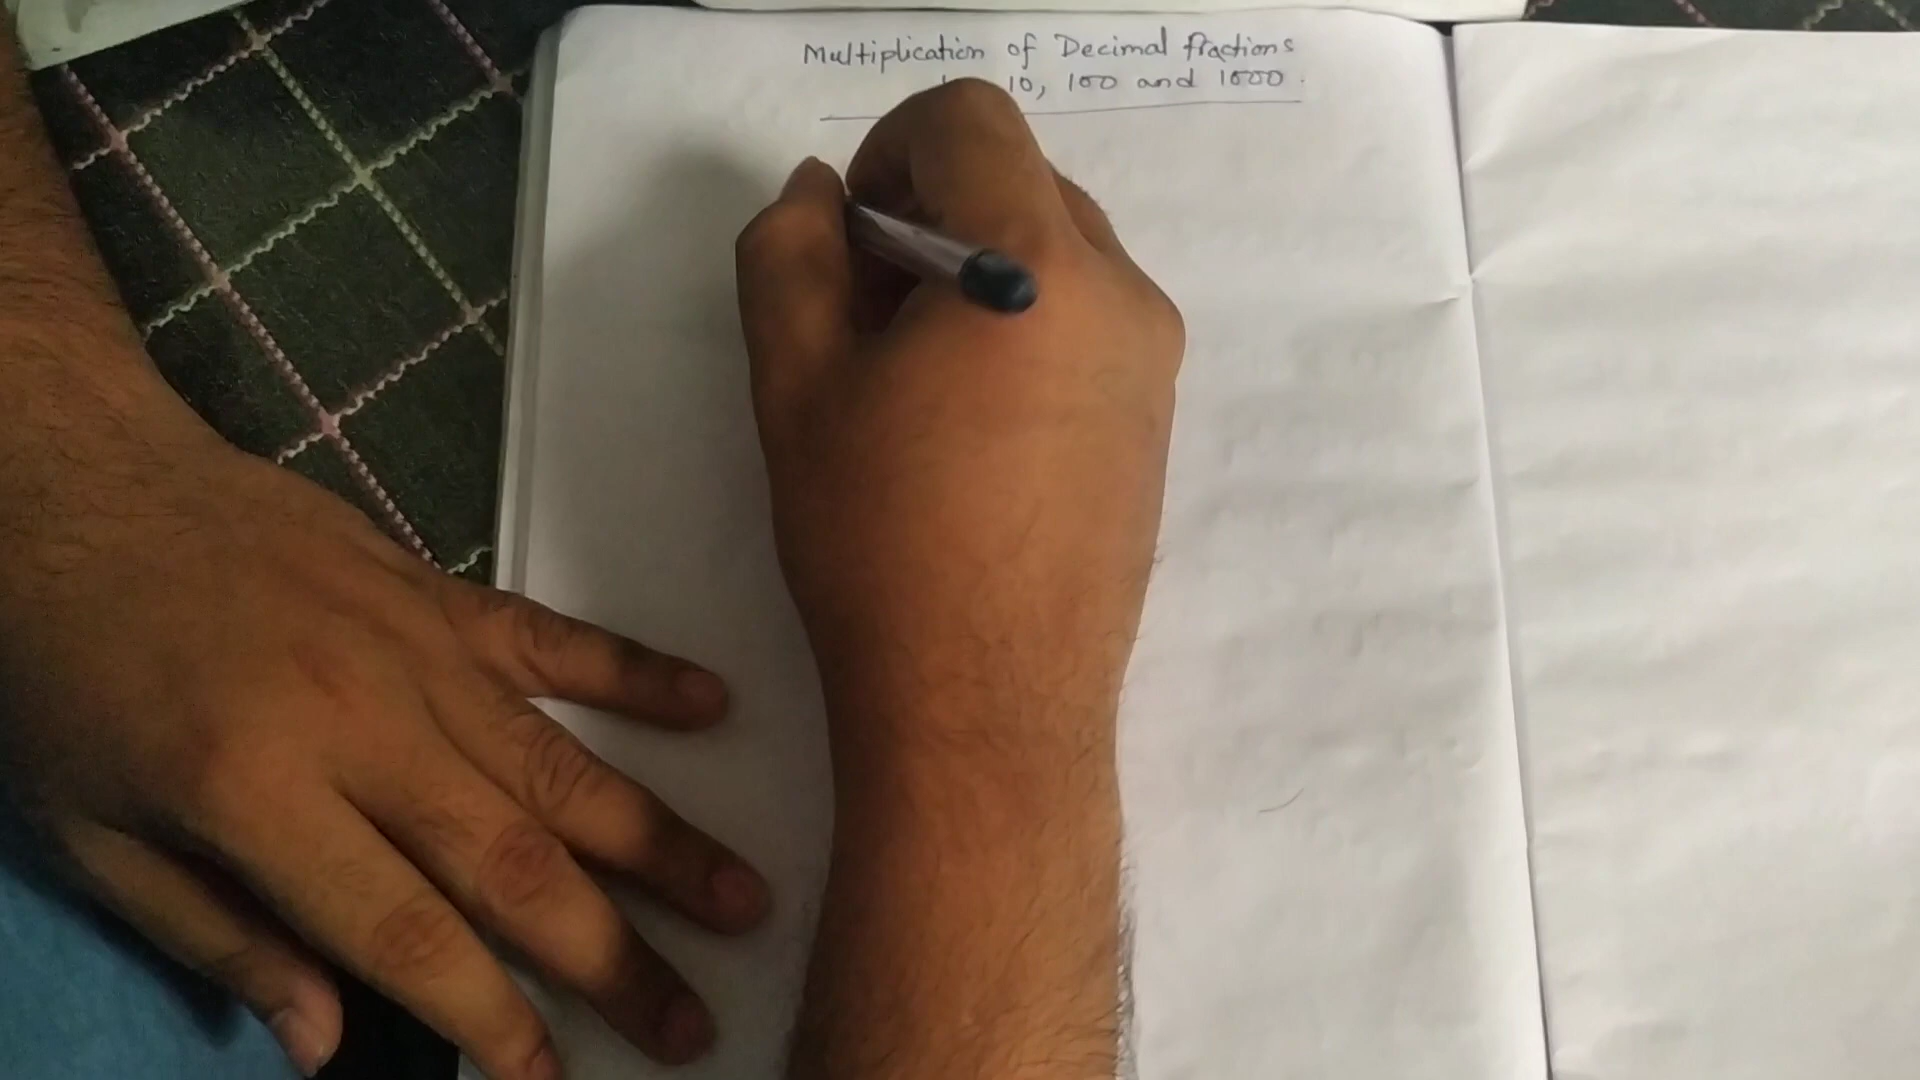 Multiplication of Decimal fractions
10, 100 and 1000.